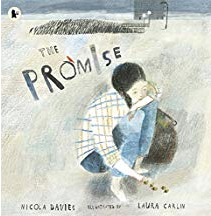 THE
PROMISE
NICOLA DAVIES ILLUSTRATED BY LAURA CARLIN